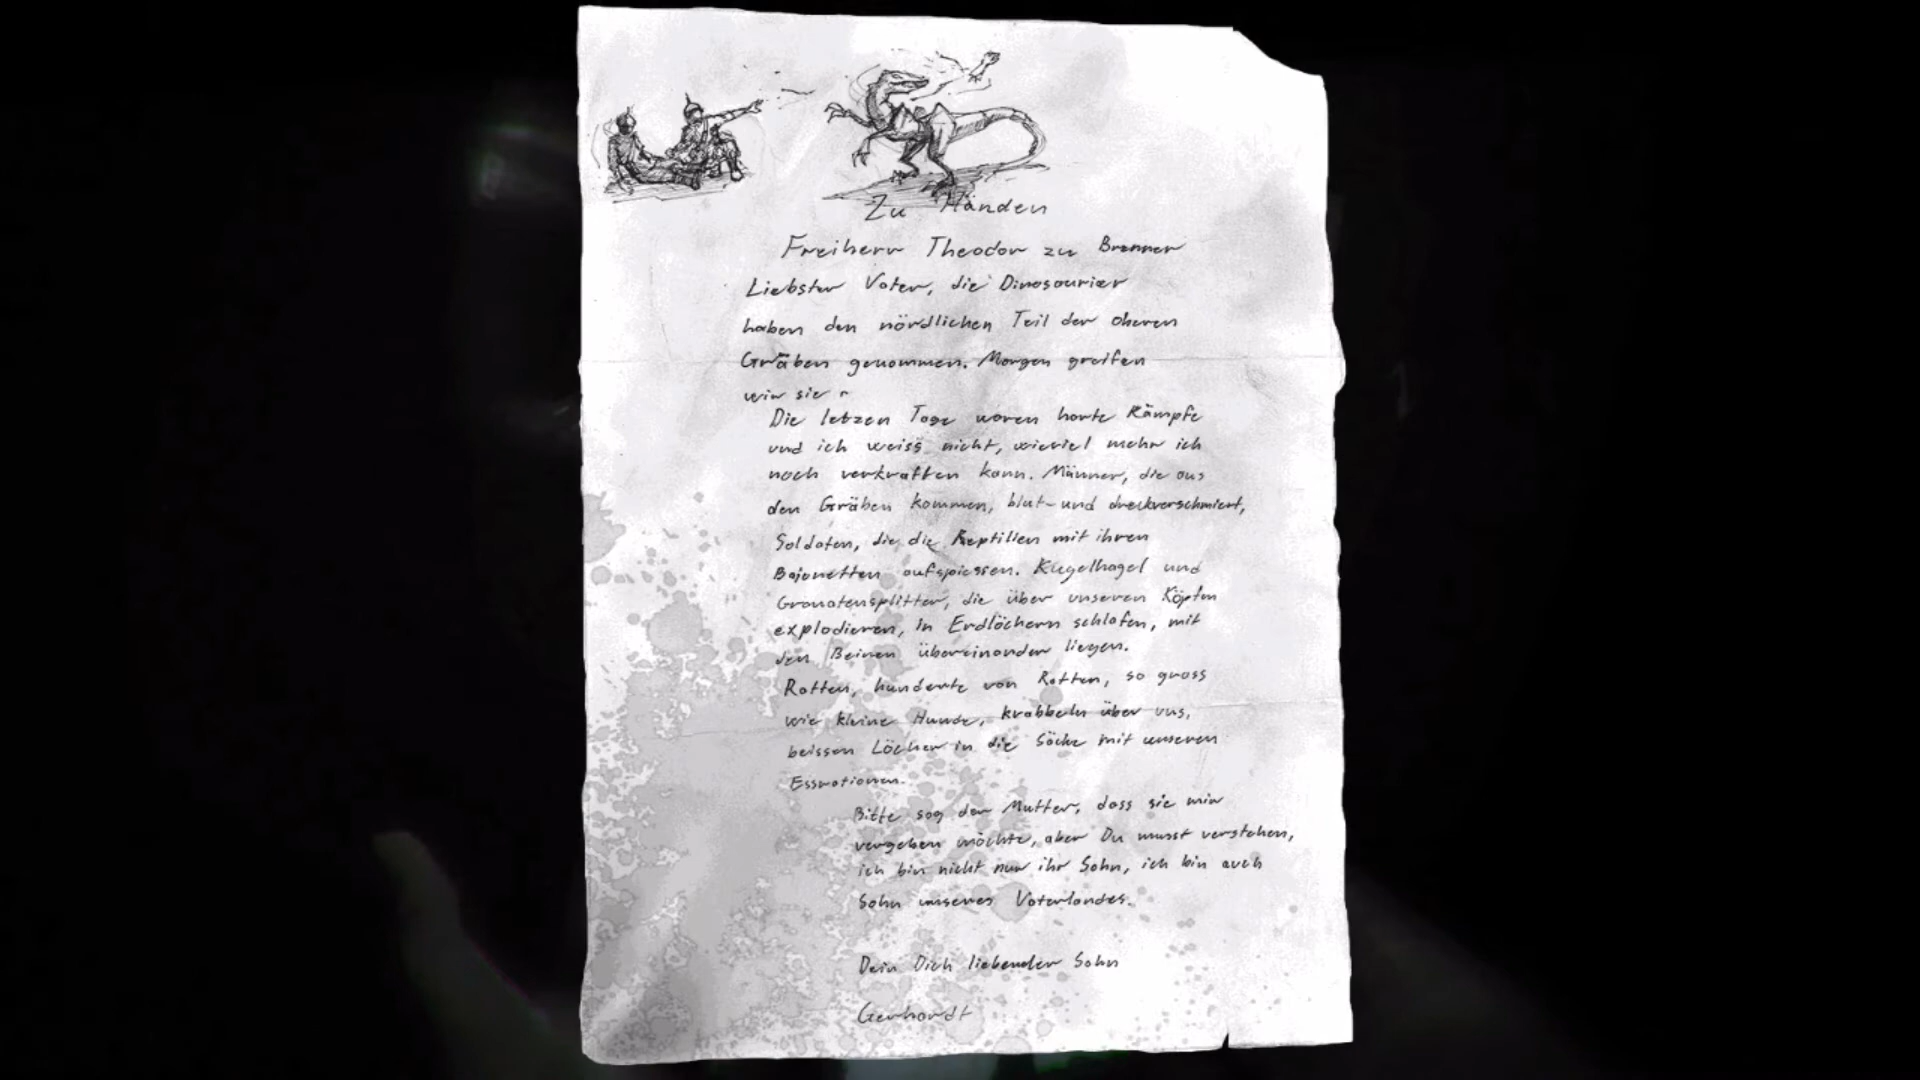 Zu Händen
Freiherr Theodor zu Brenner
Liebster Vater, die Dinosaurier
haben den nördlichen Teil der oberen
Gräben genommen. Morgen greifen
wir sie
Die letzen Tage waren harte Kämpfe
und ich weiss nicht, wieviel mehr ich
noch verkraften kann. Männer, die aus
den Gräben kommen, blut-und dreckverschmiert,
Soldaten, die die Reptilien mit ihren
Bajonetten aufspiessen. Kugelhagel und
Granatensplitter, die über unseren Köpfen
explodieren, In Erdlöchern schlafen, mit
den Beinen übereinander liegen.
Ratten, hunderte von Ratten, so gross
wie kleine Hunde, krabbeln über uns,
beissen Löcher in die Säcke mit unseren
Essrationen.
Bitte sag der Mutter, dass sie mir
vergeben möchte, aber Du musst verstehen,
ich bin nicht nur ihr Sohn, ich bin auch
Sohn unseres Vaterlandes.
Dein Dich liebender Sohn
Gerhardt